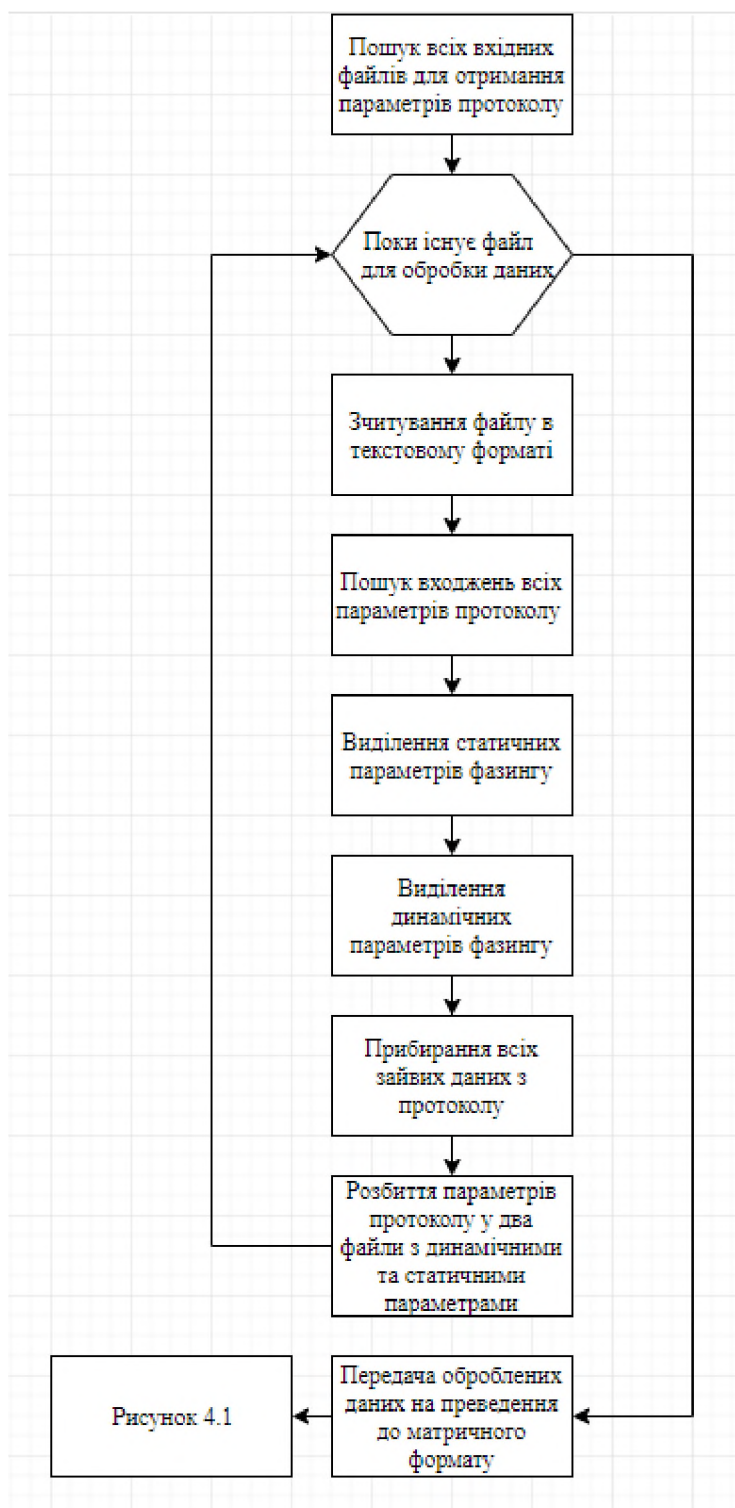 Пошук всіх вхідних
файлів для отримання
параметрів протоколу
Поки існує файл
для обробки даних
Зчитування файлу в
текстовому форматі
Пошук входжень всіх
параметрів протоколу
Виділення статичних
параметрів фазингу
Виділення
динамічних
параметрів фазингу
Прибирання всіх
зайвих даних з
протоколу
Розбиття параметрів
протоколу у два
файли з динамічними
та статичними
параметрами
Передача оброблених
даних на преведення
до матричного
формату
Рисунок 4.1